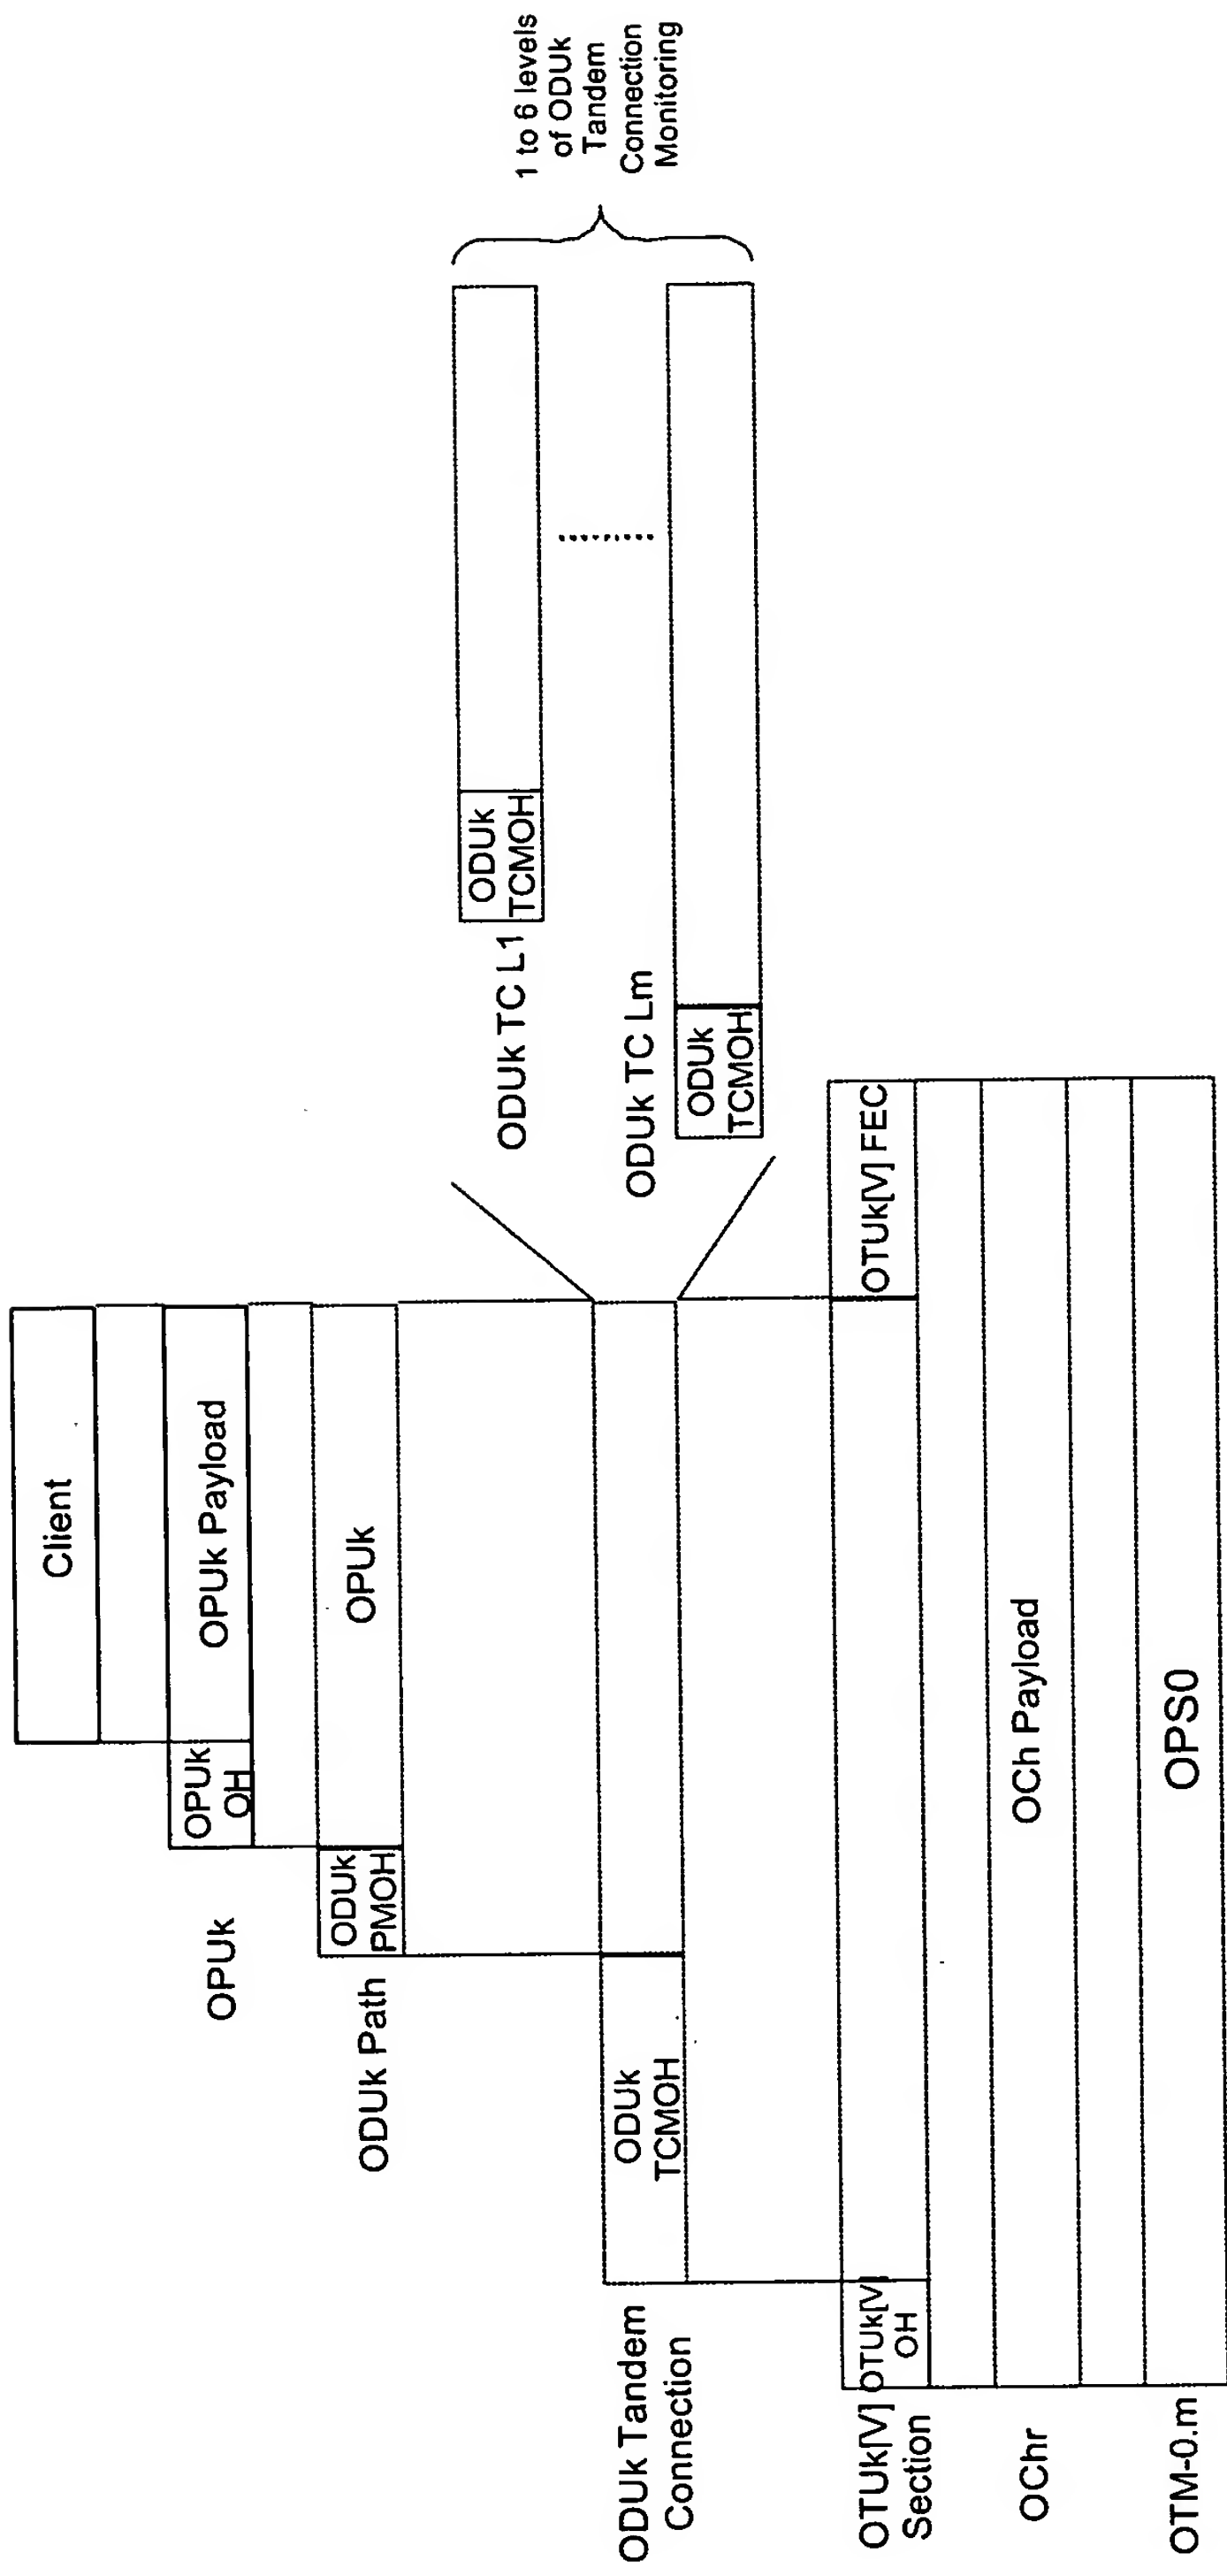 Client
OPUk
OPUk
OH
OPUk Payload
ODUk Path
ODUk
PMOH
OPUk
ODUk Tandem
Connection
ODUk
TCMOH
ODUk TC L1
ODUk
TCMOH
ODUk TC Lm
ODUk
TCMOH
1 to 6 levels
of ODUk
Tandem
Connection
Monitoring
OTUk[V]
Section
OTUk[V]
OH
OTUk[V] FEC
OChr
OCh Payload
OTM-0.m
OPS0